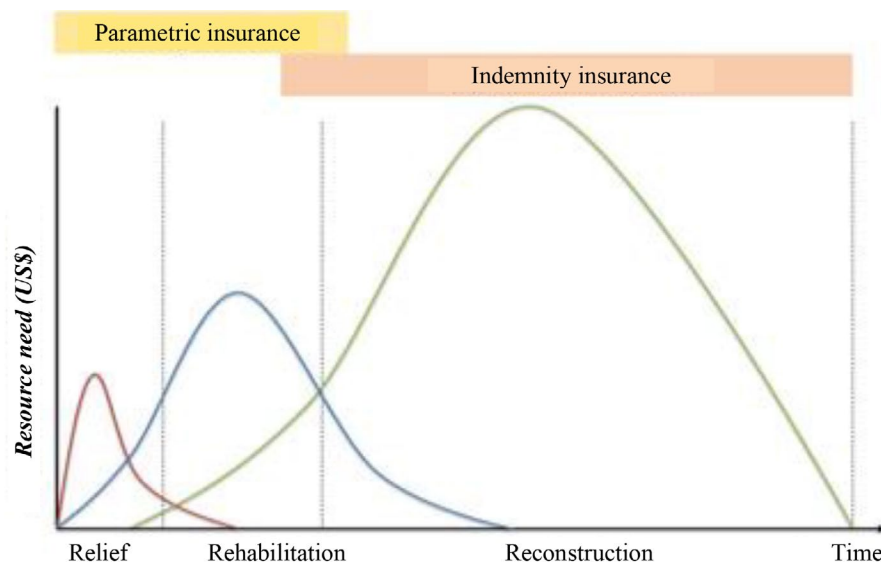 Parametric insurance
Indemnity insurance
Resource need (US$)
Relief Rehabilitation Reconstruction Time